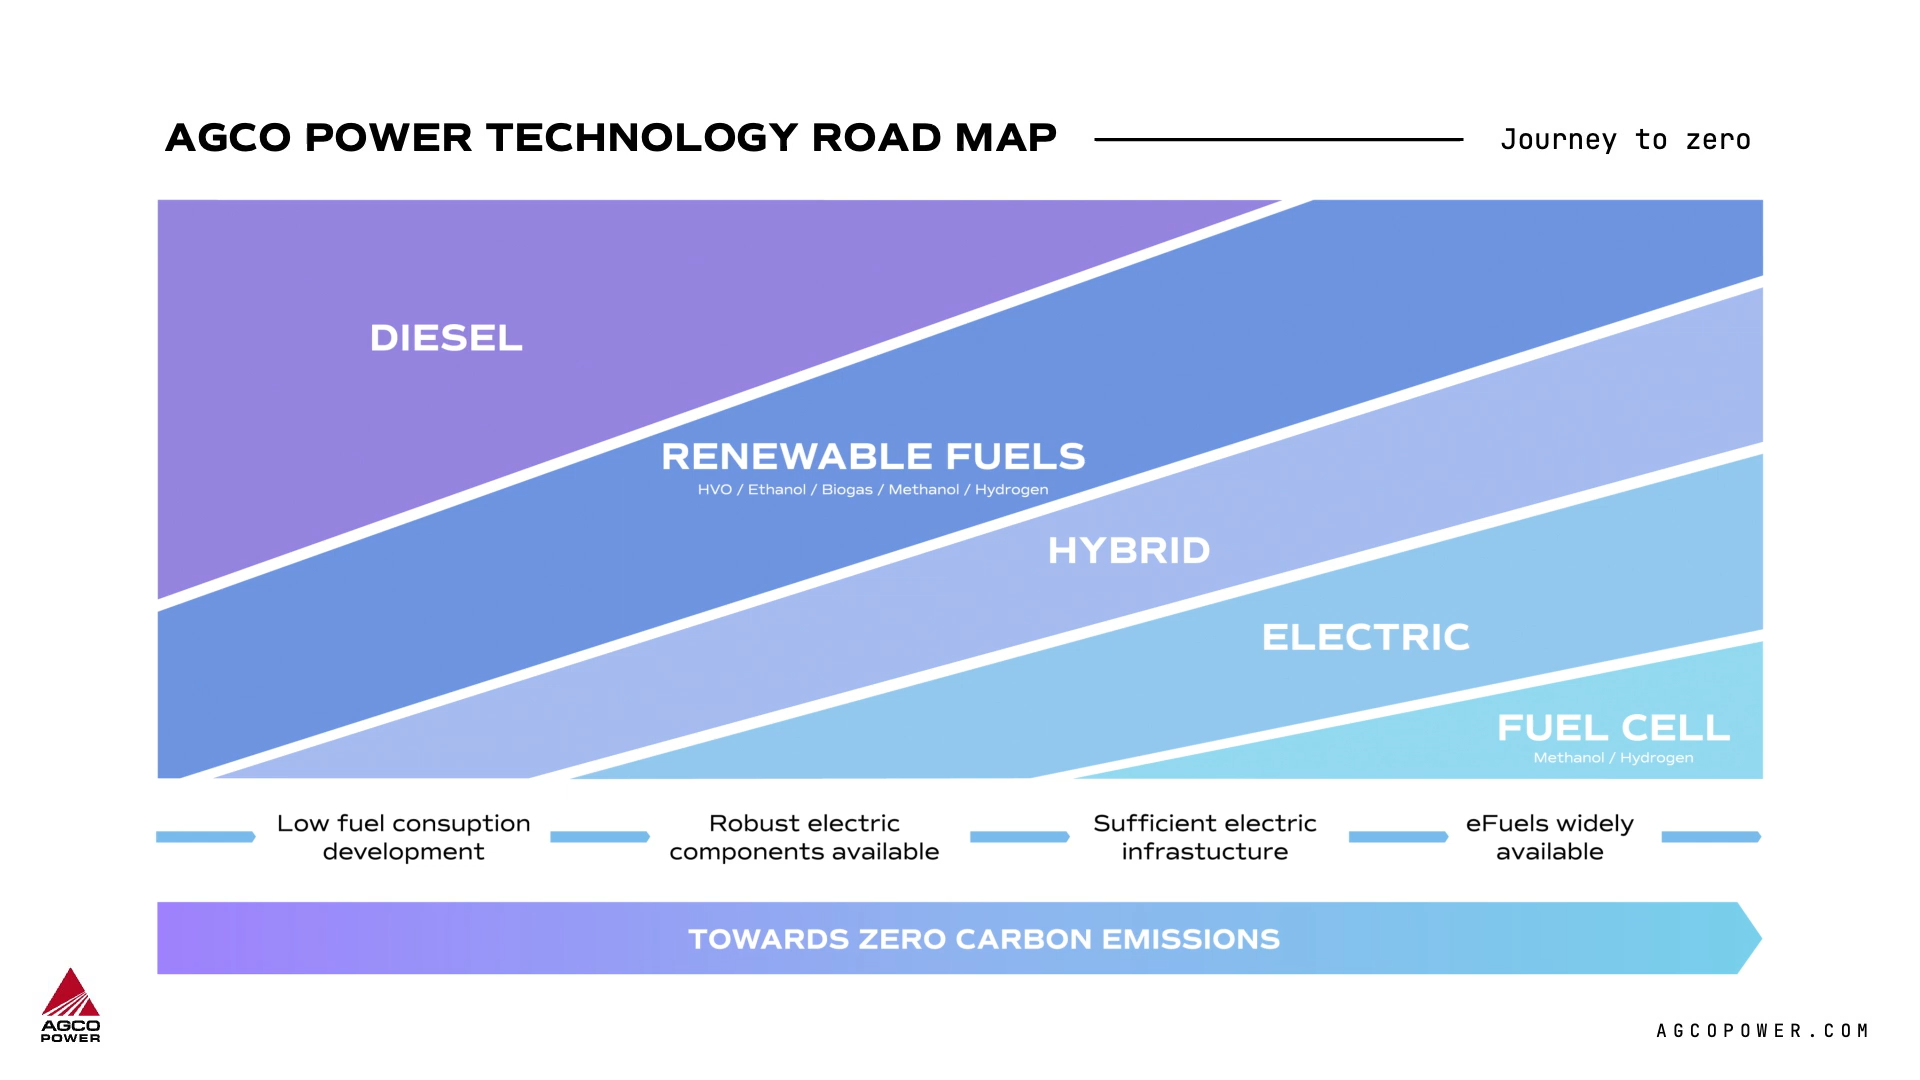 AGCO POWER TECHNOLOGY ROAD MAP
Journey to zero
DIESEL
RENEWABLE FUELS
HVO / Ethanol / Biogas / Methanol / Hydrogen
HYBRID
ELECTRIC
FUEL CELL
Methanol / Hydrogen
Low fuel consuption
development
Robust electric
components available
Sufficient electric
infrastucture
eFuels widely
available
TOWARDS ZERO CARBON EMISSIONS
AGCO
POWER
AGCOPOWER.COM